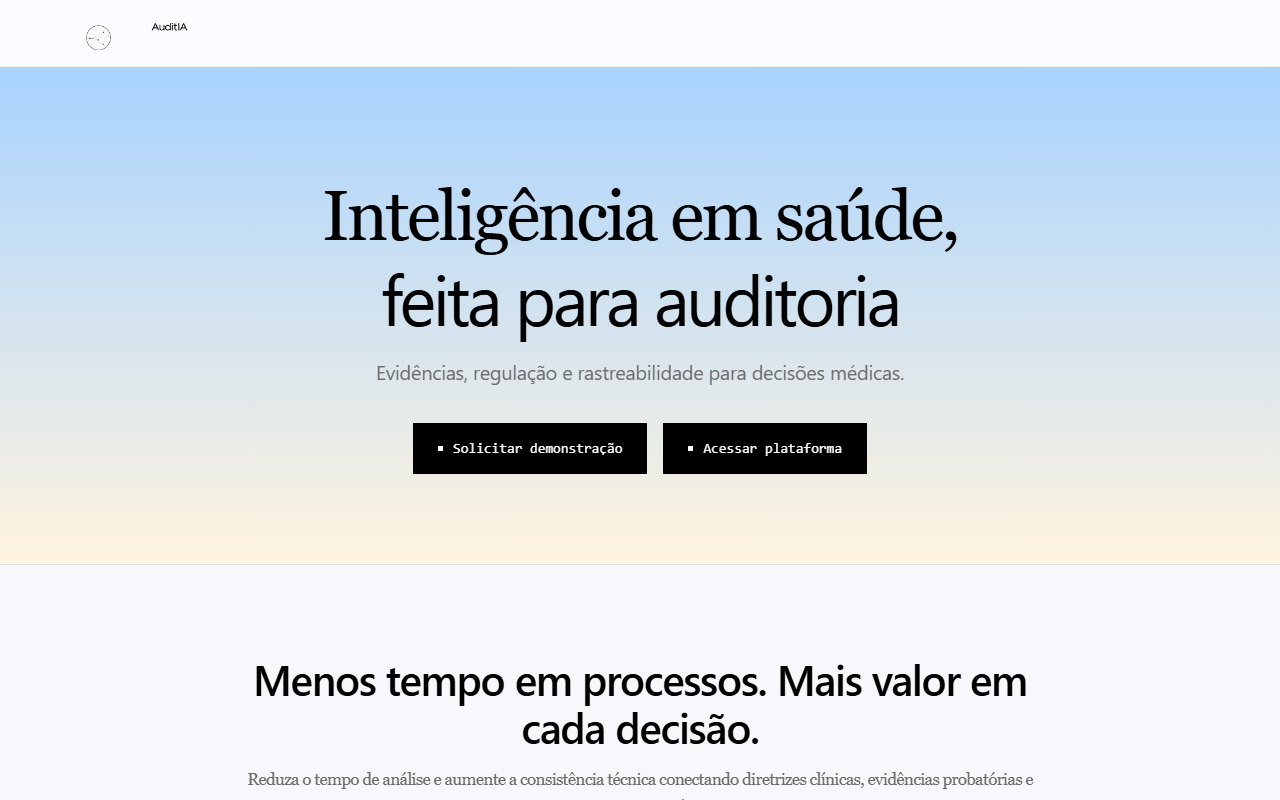 AuditIA
Inteligência em saúde,
feita para auditoria
Evidências, regulação e rastreabilidade para decisões médicas.
▪ Solicitar demonstração
▪ Acessar plataforma
Menos tempo em processos. Mais valor em
cada decisão.
Reduza o tempo de análise e aumente a consistência técnica conectando diretrizes clínicas, evidências probatórias e